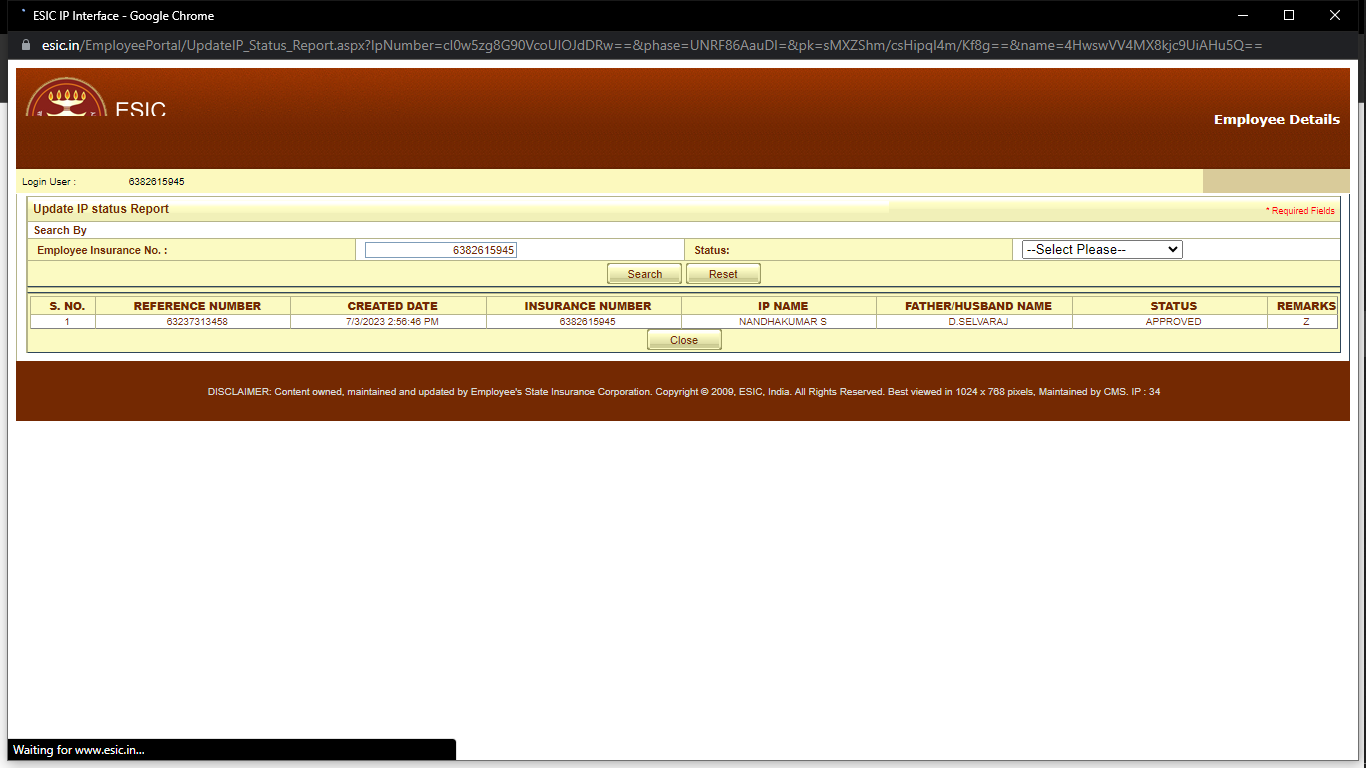 ESIC IP Interface - Google Chrome
esic.in/EmployeePortal/UpdateIP_Status_Report.aspx?IpNumber=cI0w5zg8G90VcoUIOJdDRw==&phase=UNRF86AauDI=&pk=sMXZShm/csHipqI4m/Kf8g==&name=4HwswVV4MX8kjc9UiAHu5Q==
ESIC
Employee Details
Login User : 6382615945
Update IP status Report * Required Fields
Search By
Employee Insurance No. : 6382615945 Status: --Select Please--
Search Reset
S. NO. REFERENCE NUMBER CREATED DATE INSURANCE NUMBER IP NAME FATHER/HUSBAND NAME STATUS REMARKS
1 63237313458 7/3/2023 2:56:46 PM 6382615945 NANDHAKUMAR S D.SELVARAJ APPROVED Z
Close
DISCLAIMER: Content owned, maintained and updated by Employee's State Insurance Corporation. Copyright © 2009, ESIC, India. All Rights Reserved. Best viewed in 1024 x 768 pixels, Maintained by CMS. IP : 34
Waiting for www.esic.in...